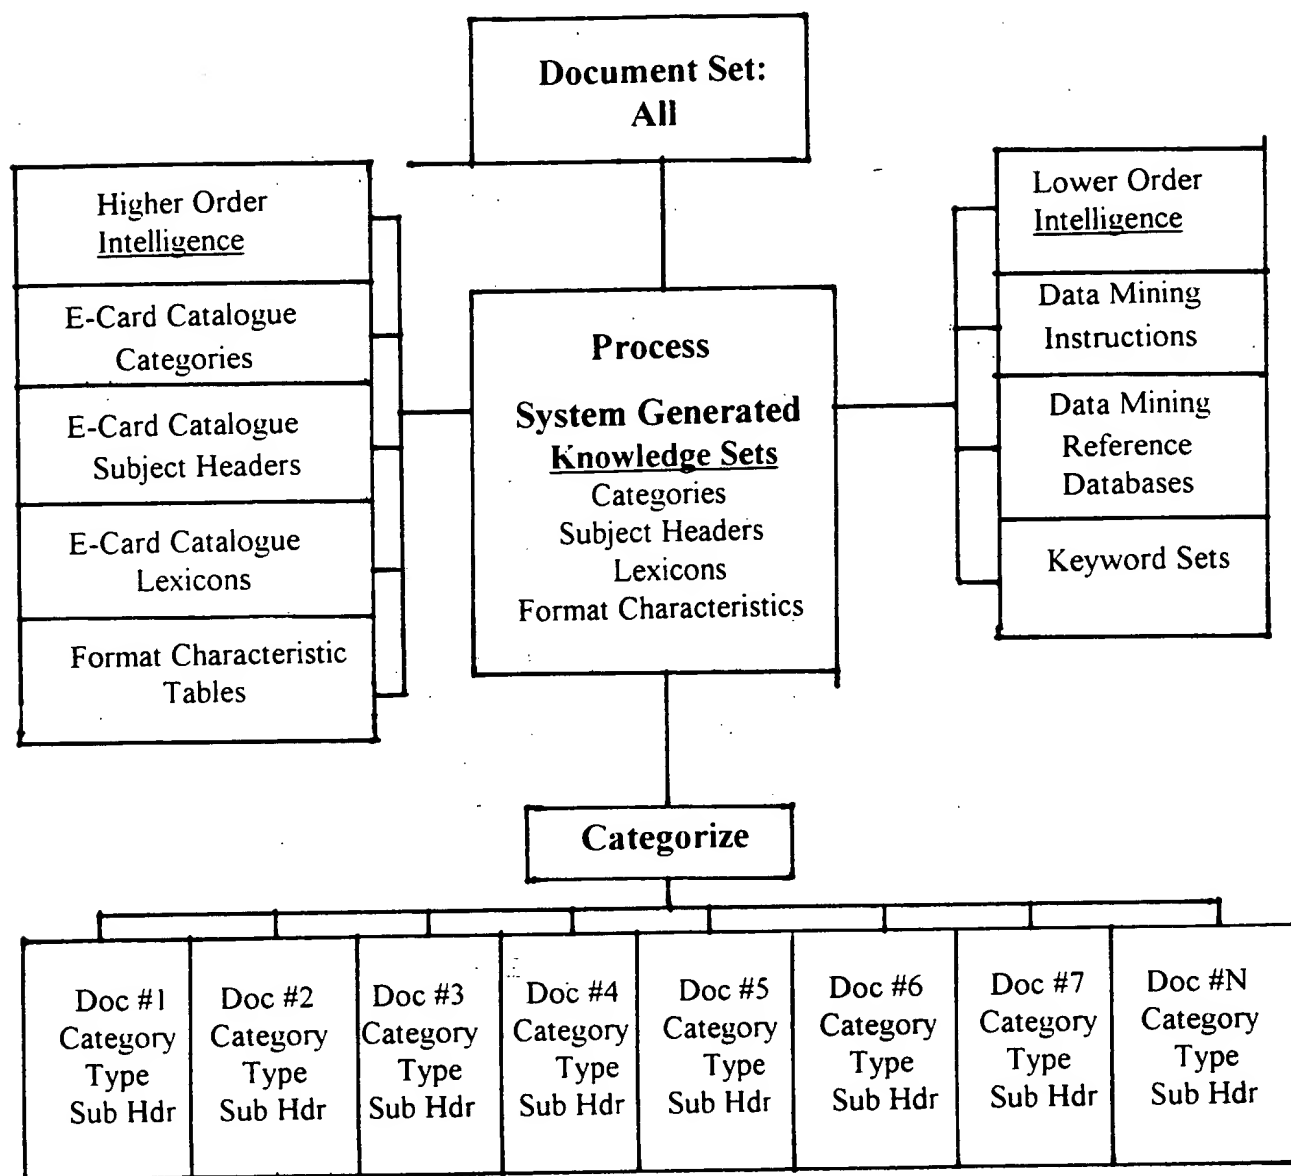 Document Set:
All
Higher Order
Intelligence
E-Card Catalogue
Categories
E-Card Catalogue
Subject Headers
E-Card Catalogue
Lexicons
Format Characteristic
Tables
Process
System Generated
Knowledge Sets
Categories
Subject Headers
Lexicons
Format Characteristics
Lower Order
Intelligence
Data Mining
Instructions
Data Mining
Reference
Databases
Keyword Sets
Categorize
Doc #1
Category
Type
Sub Hdr
Doc #2
Category
Type
Sub Hdr
Doc #3
Category
Type
Sub Hdr
Doc #4
Category
Type
Sub Hdr
Doc #5
Category
Type
Sub Hdr
Doc #6
Category
Type
Sub Hdr
Doc #7
Category
Type
Sub Hdr
Doc #N
Category
Type
Sub Hdr